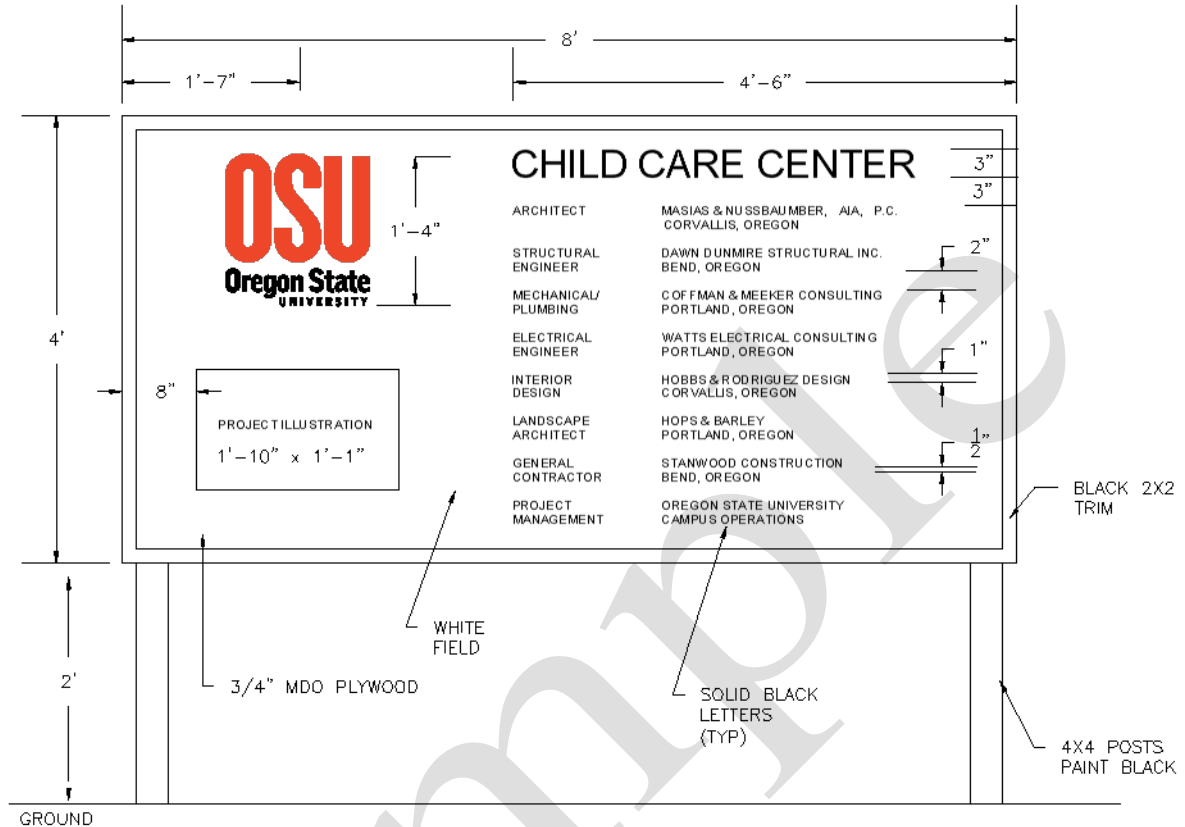 8'
1'-7"
4'-6"
OSU
Oregon State
UNIVERSITY
1'-4"
CHILD CARE CENTER
3"
3"
ARCHITECT MASIAS & NUSSBAUMBER, AIA, P.C.
CORVALLIS, OREGON
2"
STRUCTURAL DAWN DUNMIRE STRUCTURAL INC.
ENGINEER BEND, OREGON
MECHANICAL/ COFFMAN & MEEKER CONSULTING
PLUMBING PORTLAND, OREGON
4'
ELECTRICAL WATTS ELECTRICAL CONSULTING
ENGINEER PORTLAND, OREGON
1"
INTERIOR HOBBS & RODRIGUEZ DESIGN
DESIGN CORVALLIS, OREGON
8"
PROJECT ILLUSTRATION
1'-10" x 1'-1"
LANDSCAPE HOPS & BARLEY
ARCHITECT PORTLAND, OREGON
1/2"
GENERAL STANWOOD CONSTRUCTION
CONTRACTOR BEND, OREGON
PROJECT OREGON STATE UNIVERSITY
MANAGEMENT CAMPUS OPERATIONS
BLACK 2X2
TRIM
WHITE
FIELD
2'
3/4" MDO PLYWOOD
SOLID BLACK
LETTERS
(TYP)
4X4 POSTS
PAINT BLACK
GROUND
mple